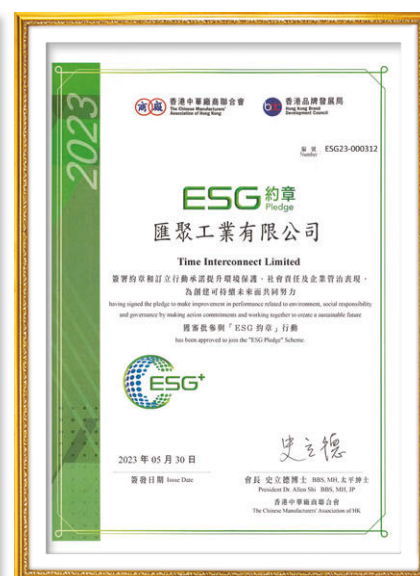 2023
商廠
香港中華廠商聯合會
The Chinese Manufacturers'
Association of Hong Kong
香港品牌發展局
Hong Kong Brand
Development Council
編號 ESG23-000312
Number
ESG 約章
Pledge
匯聚工業有限公司
Time Interconnect Limited
簽署約章和訂立行動承諾提升環境保護、社會責任及企業管治表現,
為創建可持續未來而共同努力
having signed the pledge to make improvement in performance related to environment, social responsibility
and governance by making action commitments and working together to create a sustainable future
獲審批參與「ESG 約章」行動
has been approved to join the "ESG Pledge" Scheme.
ESG+
史立德
2023 年 05 月 30 日
簽發日期 Issue Date
會長 史立德博士 BBS, MH, 太平紳士
President Dr. Allen Shi BBS, MH, JP
香港中華廠商聯合會
The Chinese Manufacturers' Association of HK